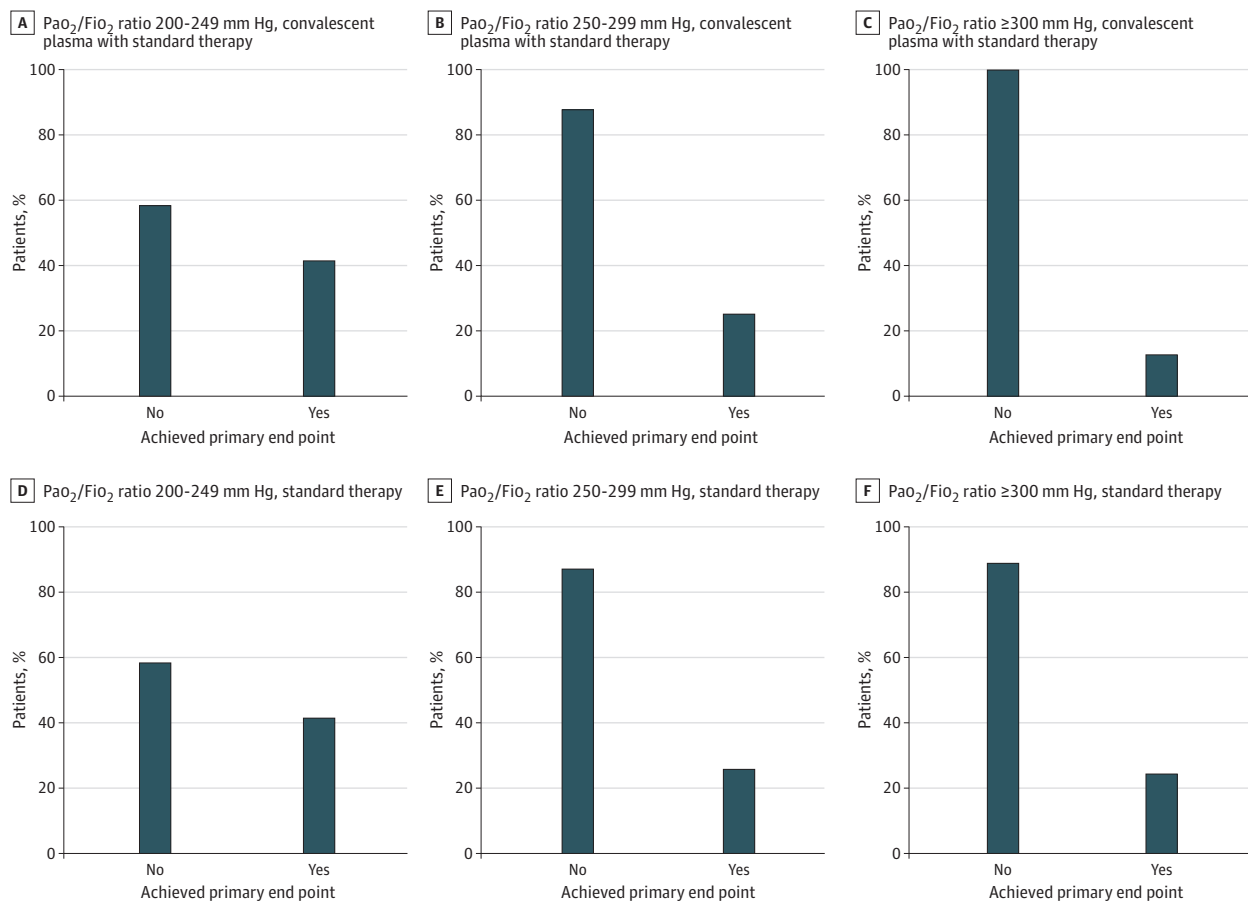 A Pao2/Fio2 ratio 200-249 mm Hg, convalescent
plasma with standard therapy
100
80
60
40
20
0
Patients, %
No Yes
Achieved primary end point
B Pao2/Fio2 ratio 250-299 mm Hg, convalescent
plasma with standard therapy
100
80
60
40
20
0
Patients, %
No Yes
Achieved primary end point
C Pao2/Fio2 ratio ≥300 mm Hg, convalescent
plasma with standard therapy
100
80
60
40
20
0
Patients, %
No Yes
Achieved primary end point
D Pao2/Fio2 ratio 200-249 mm Hg, standard therapy
100
80
60
40
20
0
Patients, %
No Yes
Achieved primary end point
E Pao2/Fio2 ratio 250-299 mm Hg, standard therapy
100
80
60
40
20
0
Patients, %
No Yes
Achieved primary end point
F Pao2/Fio2 ratio ≥300 mm Hg, standard therapy
100
80
60
40
20
0
Patients, %
No Yes
Achieved primary end point